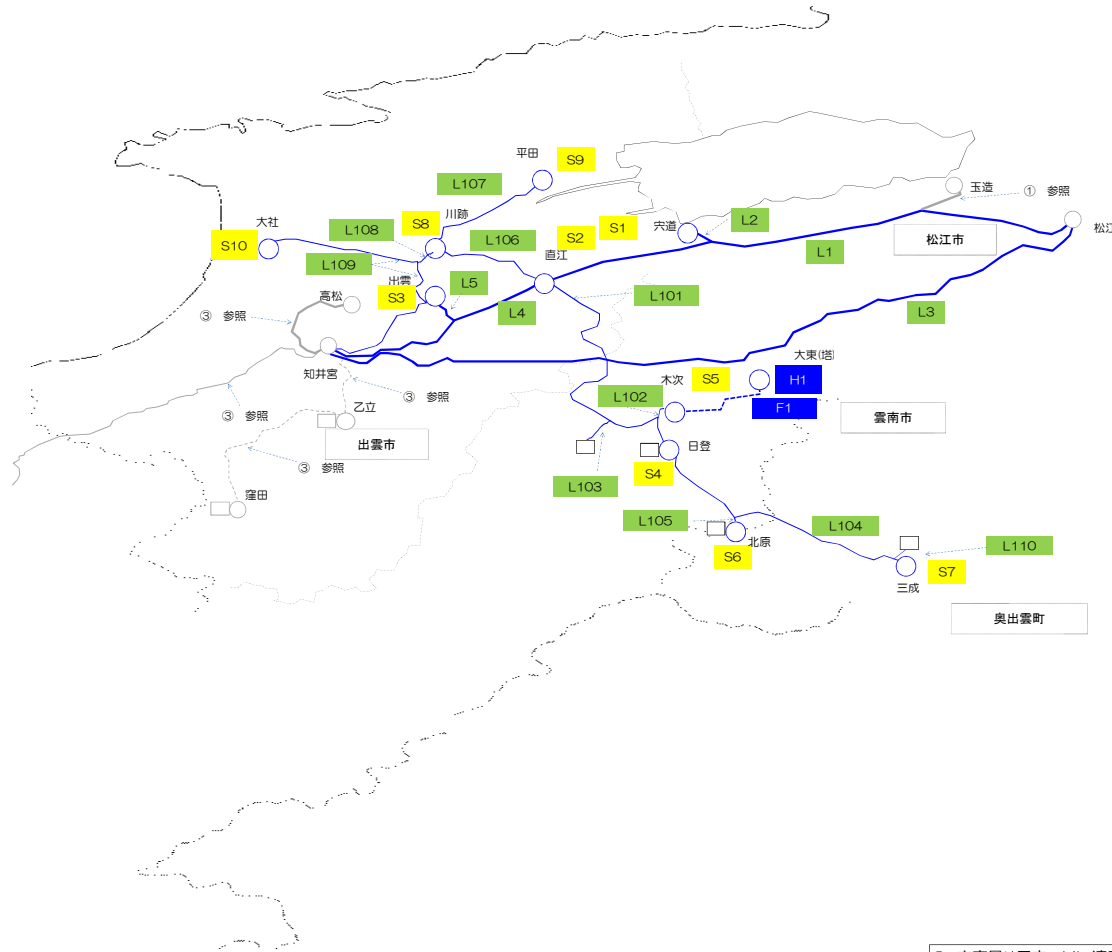 平田
S9
L107
玉造
① 参照
大社
川跡
S8
S1
宍道
L2
松江
S10
L108
L106
S2
直江
松江市
L1
L109
出雲
L5
L101
高松
S3
L4
L3
③ 参照
大東(塔)
知井宮
木次
S5
H1
③ 参照
L102
F1
③ 参照
乙立
雲南市
出雲市
日登
③ 参照
S4
L103
窪田
L105
L104
北原
L110
S6
三成
S7
奥出雲町